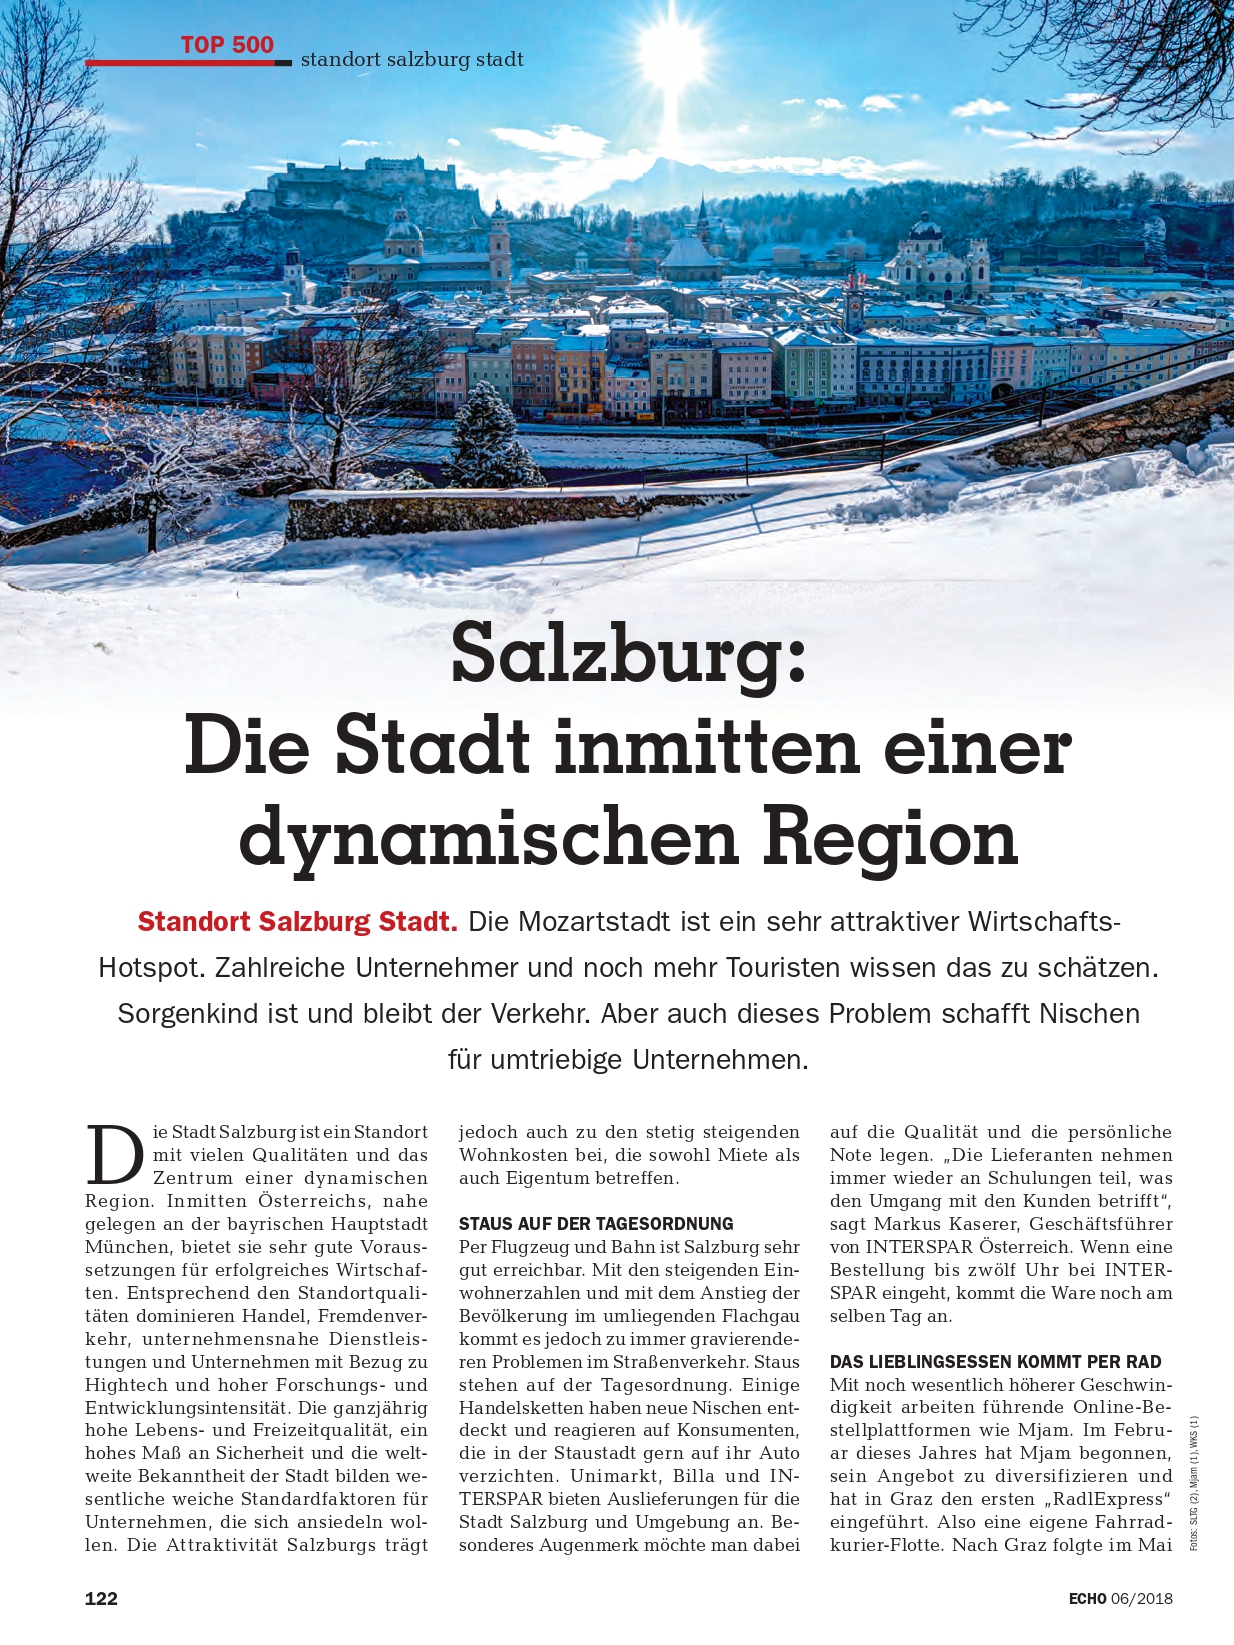 TOP 500
standort salzburg stadt
Salzburg:
Die Stadt inmitten einer
dynamischen Region
Standort Salzburg Stadt. Die Mozartstadt ist ein sehr attraktiver Wirtschafts-
Hotspot. Zahlreiche Unternehmer und noch mehr Touristen wissen das zu schätzen.
Sorgenkind ist und bleibt der Verkehr. Aber auch dieses Problem schafft Nischen
für umtriebige Unternehmen.
Die Stadt Salzburg ist ein Standort
mit vielen Qualitäten und das
Zentrum einer dynamischen
Region. Inmitten Österreichs, nahe
gelegen an der bayrischen Hauptstadt
München, bietet sie sehr gute Voraus-
setzungen für erfolgreiches Wirtschaf-
ten. Entsprechend den Standortquali-
täten dominieren Handel, Fremdenver-
kehr, unternehmensnahe Dienstleis-
tungen und Unternehmen mit Bezug zu
Hightech und hoher Forschungs- und
Entwicklungsintensität. Die ganzjährig
hohe Lebens- und Freizeitqualität, ein
hohes Maß an Sicherheit und die welt-
weite Bekanntheit der Stadt bilden we-
sentliche weiche Standardfaktoren für
Unternehmen, die sich ansiedeln wol-
len. Die Attraktivität Salzburgs trägt
jedoch auch zu den stetig steigenden
Wohnkosten bei, die sowohl Miete als
auch Eigentum betreffen.
STAUS AUF DER TAGESORDNUNG
Per Flugzeug und Bahn ist Salzburg sehr
gut erreichbar. Mit den steigenden Ein-
wohnerzahlen und mit dem Anstieg der
Bevölkerung im umliegenden Flachgau
kommt es jedoch zu immer gravierende-
ren Problemen im Straßenverkehr. Staus
stehen auf der Tagesordnung. Einige
Handelsketten haben neue Nischen ent-
deckt und reagieren auf Konsumenten,
die in der Staustadt gern auf ihr Auto
verzichten. Unimarkt, Billa und IN-
TERSPAR bieten Auslieferungen für die
Stadt Salzburg und Umgebung an. Be-
sonderes Augenmerk möchte man dabei
auf die Qualität und die persönliche
Note legen. „Die Lieferanten nehmen
immer wieder an Schulungen teil, was
den Umgang mit den Kunden betrifft“,
sagt Markus Kaserer, Geschäftsführer
von INTERSPAR Österreich. Wenn eine
Bestellung bis zwölf Uhr bei INTER-
SPAR eingeht, kommt die Ware noch am
selben Tag an.
DAS LIEBLINGSESSEN KOMMT PER RAD
Mit noch wesentlich höherer Geschwin-
digkeit arbeiten führende Online-Be-
stellplattformen wie Mjam. Im Febru-
ar dieses Jahres hat Mjam begonnen,
sein Angebot zu diversifizieren und
hat in Graz den ersten „RadlExpress“
eingeführt. Also eine eigene Fahrrad-
kurier-Flotte. Nach Graz folgte im Mai
Fotos: SLTG (2), Mjam (1), WKS (1)
122
ECHO 06/2018